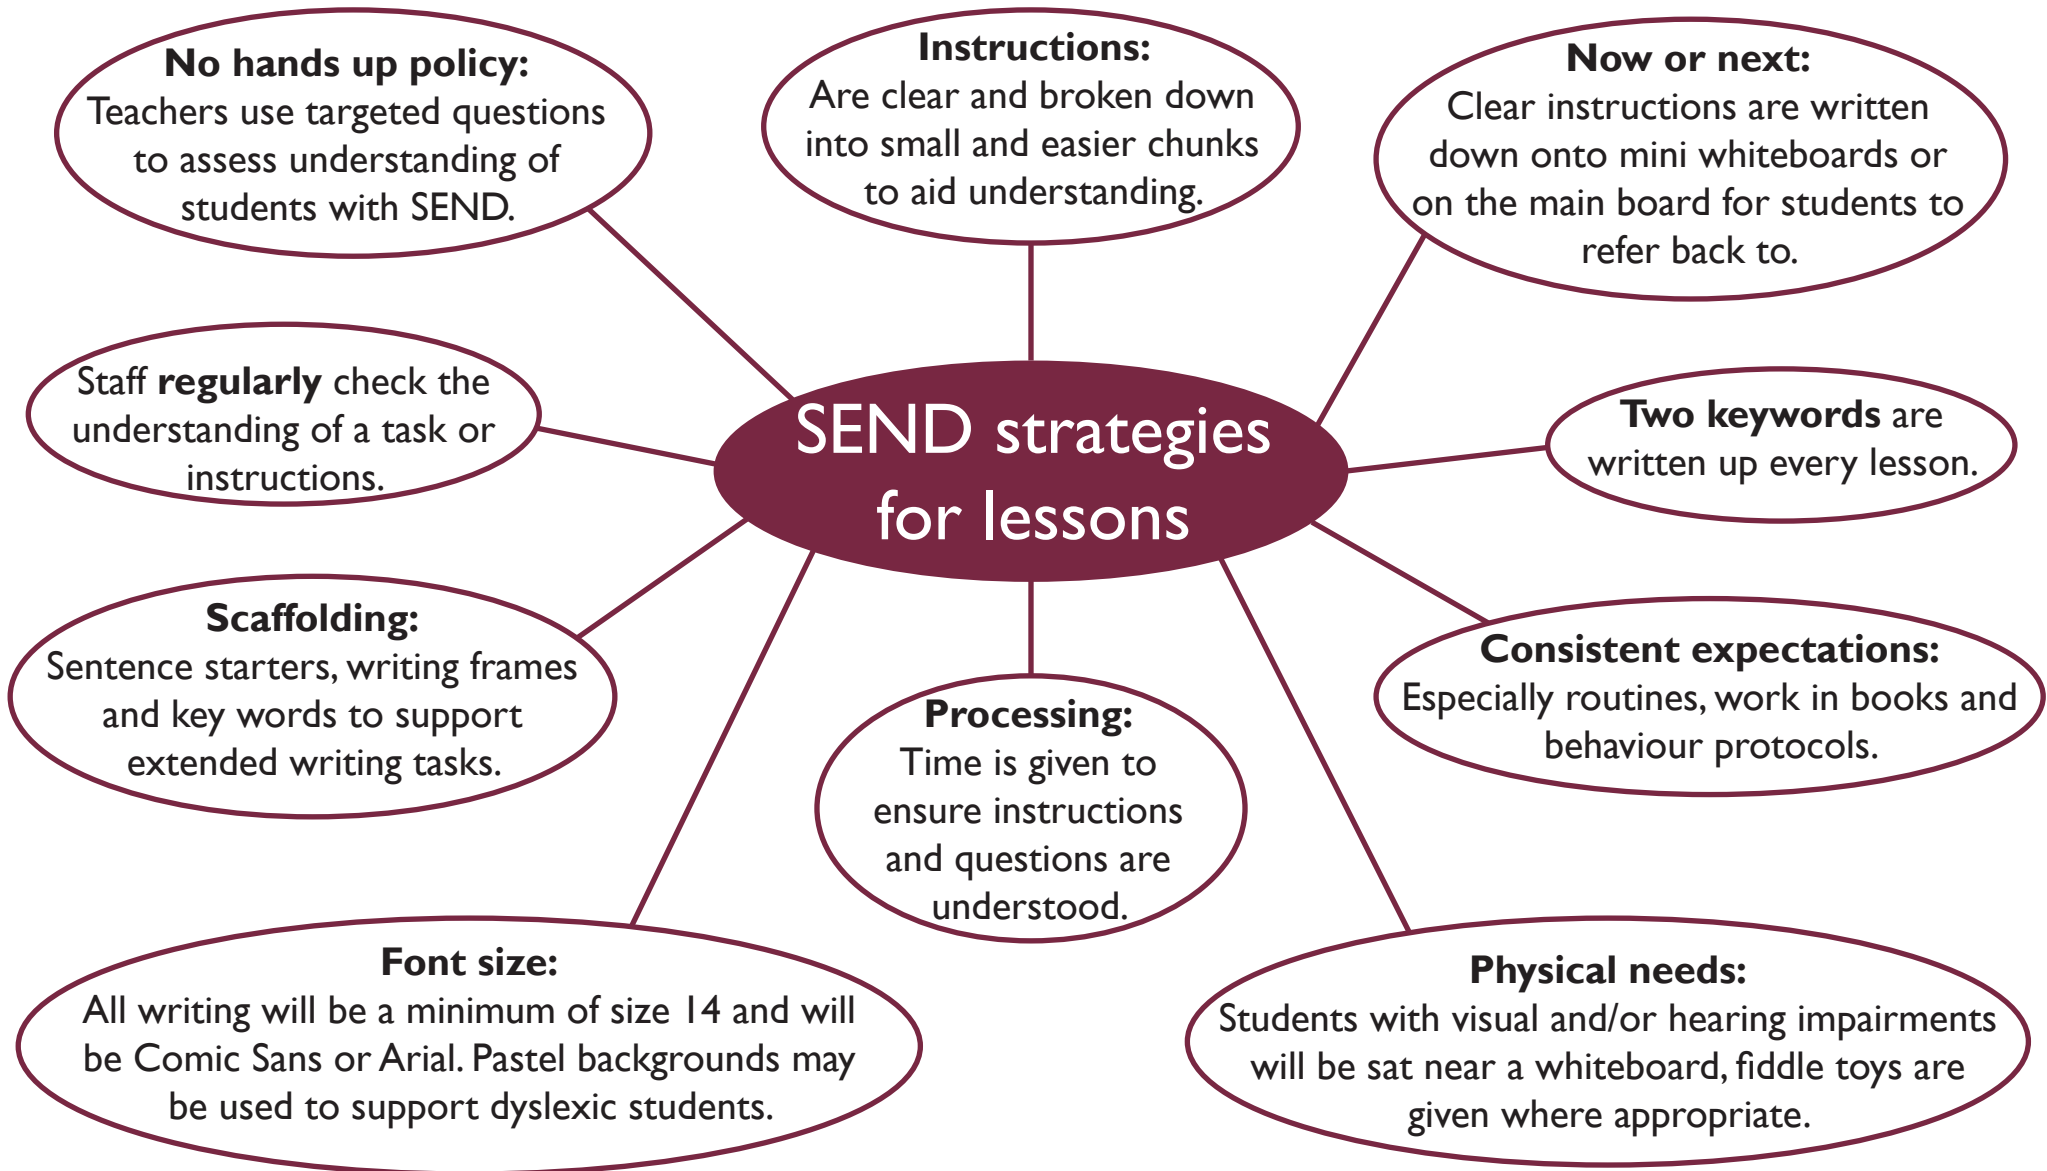 No hands up policy:
Teachers use targeted questions
to assess understanding of
students with SEND.
Instructions:
Are clear and broken down
into small and easier chunks
to aid understanding.
Now or next:
Clear instructions are written
down onto mini whiteboards or
on the main board for students to
refer back to.
Staff regularly check the
understanding of a task or
instructions.
SEND strategies
for lessons
Two keywords are
written up every lesson.
Scaffolding:
Sentence starters, writing frames
and key words to support
extended writing tasks.
Processing:
Time is given to
ensure instructions
and questions are
understood.
Consistent expectations:
Especially routines, work in books and
behaviour protocols.
Font size:
All writing will be a minimum of size 14 and will
be Comic Sans or Arial. Pastel backgrounds may
be used to support dyslexic students.
Physical needs:
Students with visual and/or hearing impairments
will be sat near a whiteboard, fiddle toys are
given where appropriate.